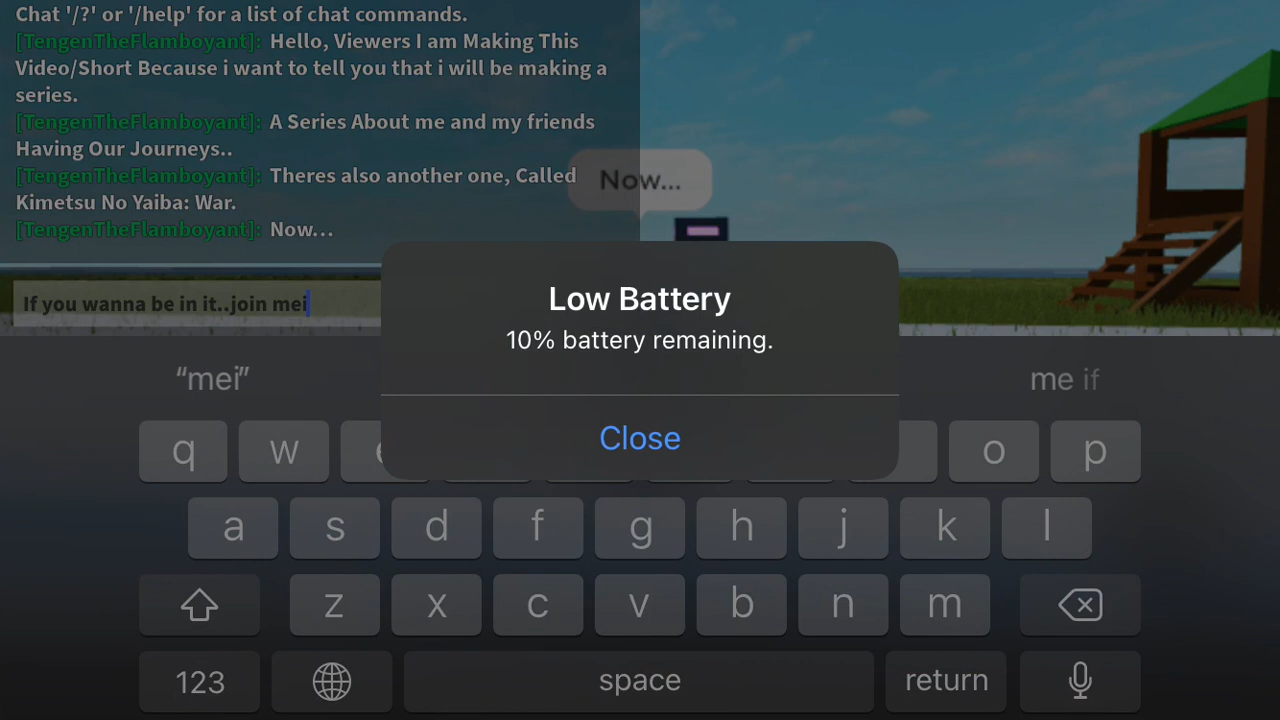 Chat '/?' or '/help' for a list of chat commands.
[TengenTheFlamboyant]: Hello, Viewers I am Making This
Video/Short Because i want to tell you that i will be making a
series.
[TengenTheFlamboyant]: A Series About me and my friends
Having Our Journeys..
[TengenTheFlamboyant]: Theres also another one, Called
Kimetsu No Yaiba: War.
[TengenTheFlamboyant]: Now...
Now...
If you wanna be in it..join mei
Low Battery
10% battery remaining.
Close
“mei”
me if
q w o p
a s d f g h j k l
z x c v b n m
123 space return